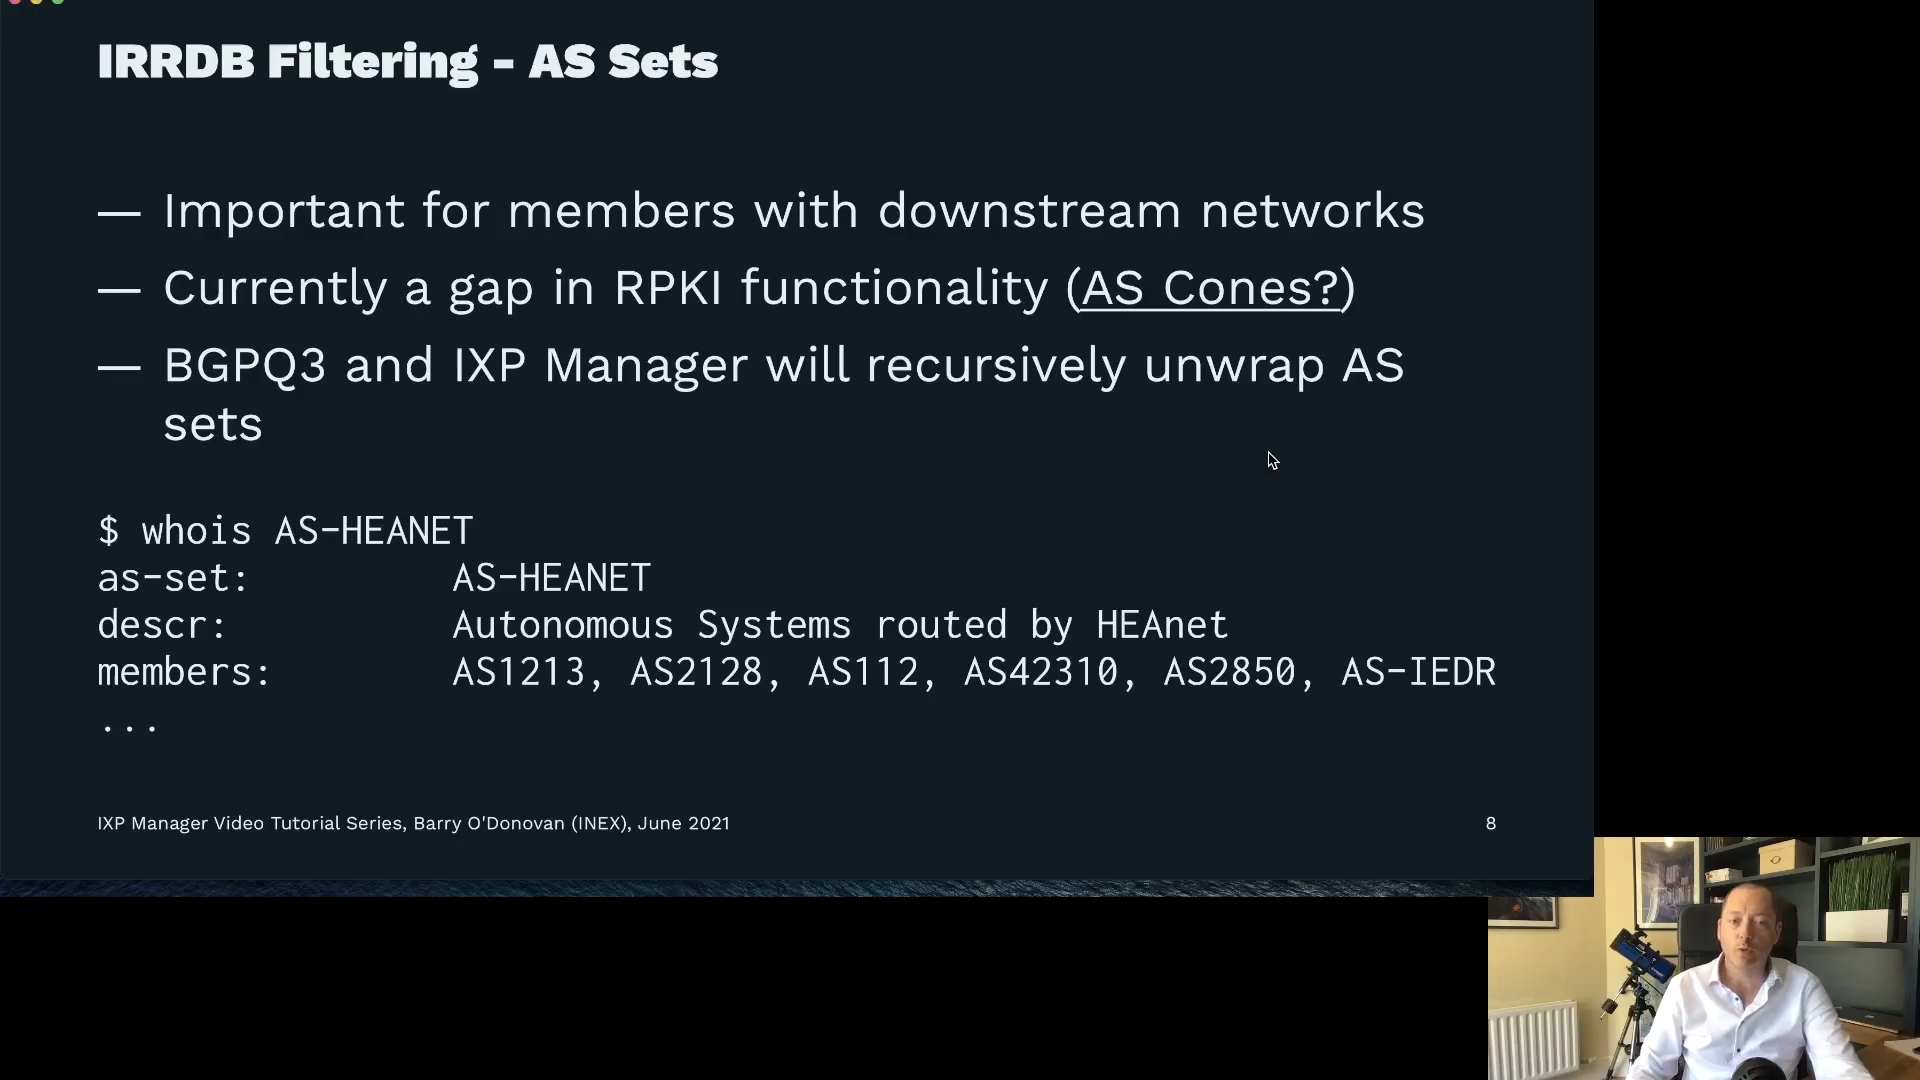 IRRDB Filtering - AS Sets
— Important for members with downstream networks
— Currently a gap in RPKI functionality (AS Cones?)
— BGPQ3 and IXP Manager will recursively unwrap AS
sets
$ whois AS-HEANET
as-set: AS-HEANET
descr: Autonomous Systems routed by HEAnet
members: AS1213, AS2128, AS112, AS42310, AS2850, AS-IEDR
...
IXP Manager Video Tutorial Series, Barry O'Donovan (INEX), June 2021
8